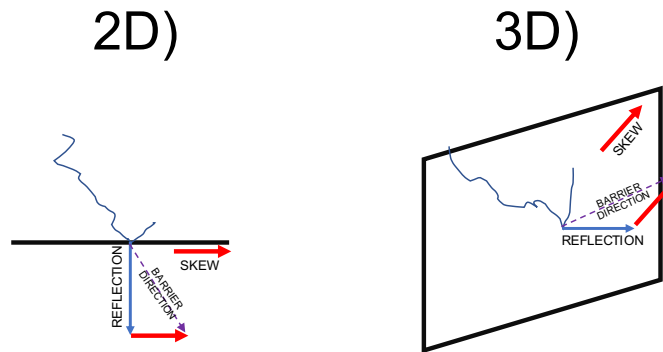 2D)
3D)
SKEW
REFLECTION
BARRIER
DIRECTION
SKEW
BARRIER
DIRECTION
REFLECTION